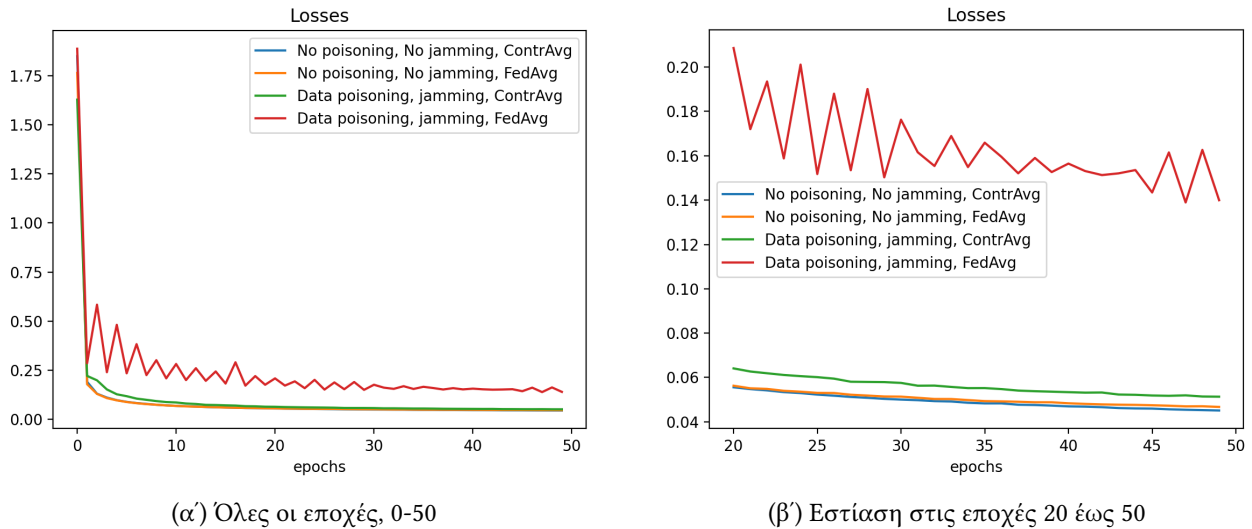 Losses
No poisoning, No jamming, ContrAvg
No poisoning, No jamming, FedAvg
Data poisoning, jamming, ContrAvg
Data poisoning, jamming, FedAvg
1.75
1.50
1.25
1.00
0.75
0.50
0.25
0.00
0 10 20 30 40 50
epochs
(αʹ) Όλες οι εποχές, 0-50
Losses
0.20
0.18
0.16
0.14
0.12
0.10
0.08
0.06
0.04
No poisoning, No jamming, ContrAvg
No poisoning, No jamming, FedAvg
Data poisoning, jamming, ContrAvg
Data poisoning, jamming, FedAvg
20 25 30 35 40 45 50
epochs
(βʹ) Εστίαση στις εποχές 20 έως 50